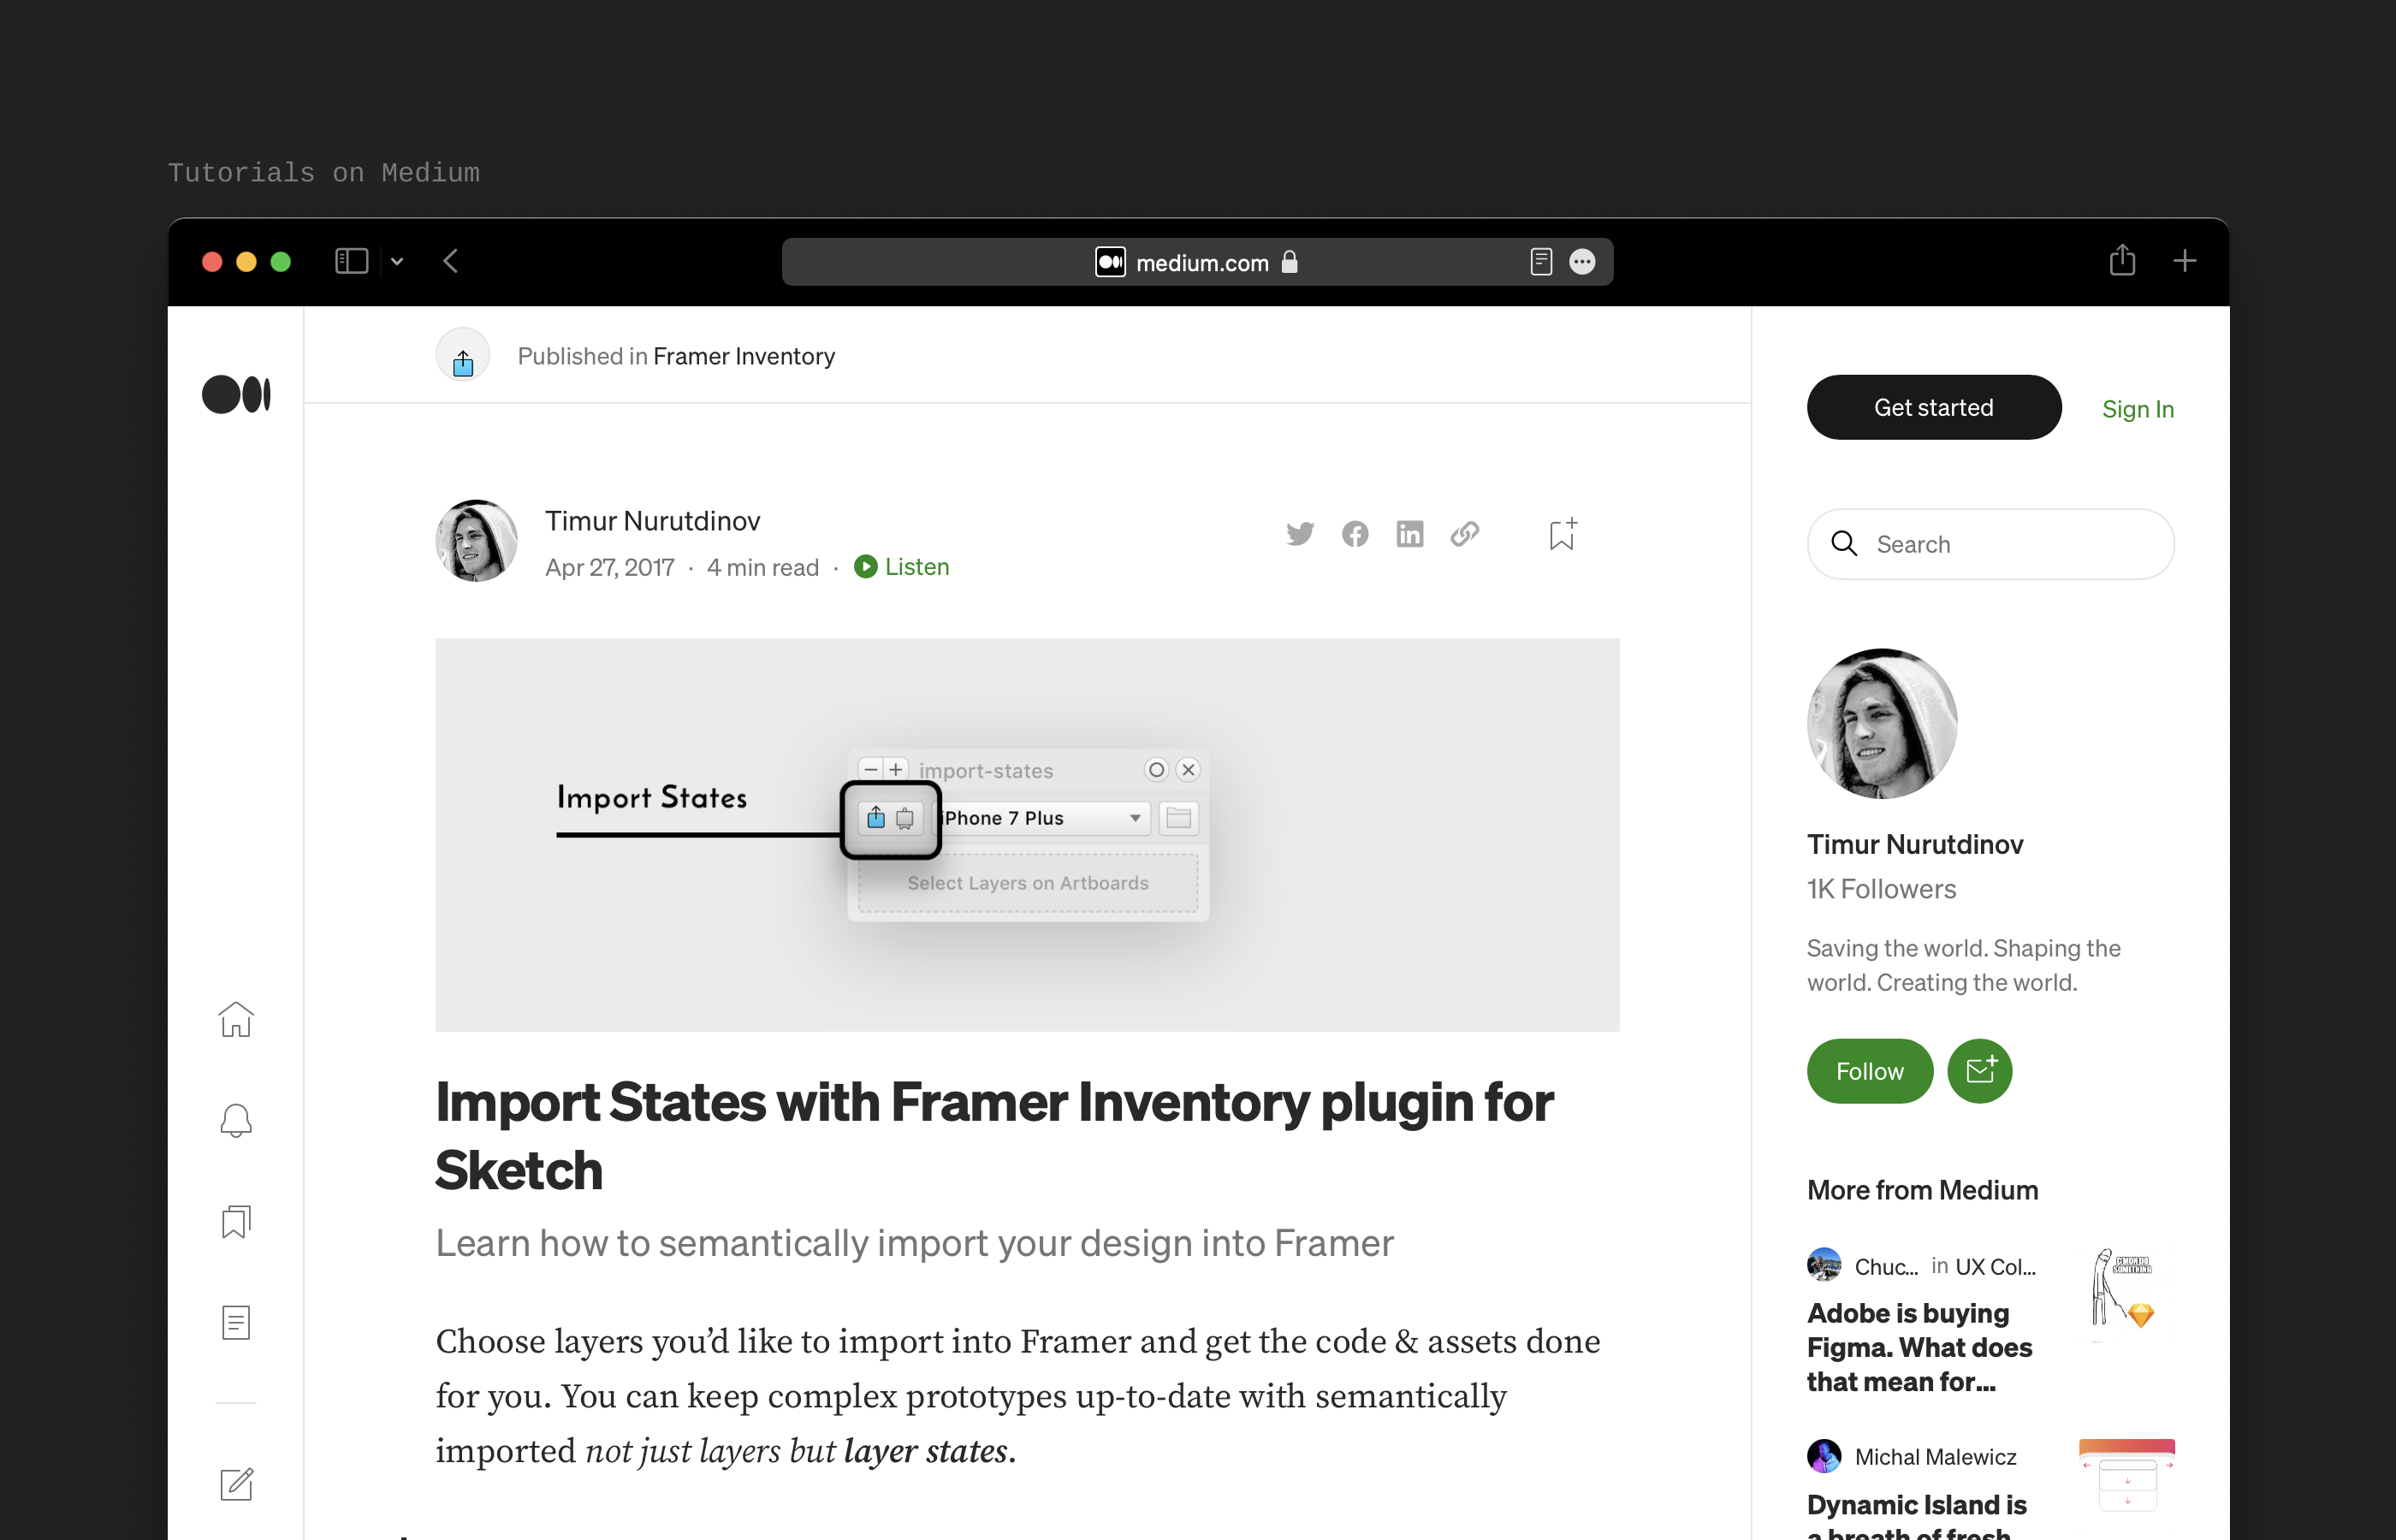 Tutorials on Medium
medium.com
Published in Framer Inventory
Get started
Sign In
Timur Nurutdinov
Apr 27, 2017 · 4 min read · Listen
Search
import-states
Import States
iPhone 7 Plus
Select Layers on Artboards
Import States with Framer Inventory plugin for
Sketch
Learn how to semantically import your design into Framer
Choose layers you’d like to import into Framer and get the code & assets done
for you. You can keep complex prototypes up-to-date with semantically
imported not just layers but layer states.
Timur Nurutdinov
1K Followers
Saving the world. Shaping the
world. Creating the world.
Follow
More from Medium
Chuc... in UX Col...
C'MON DO
SOMETHING
Adobe is buying
Figma. What does
that mean for...
Michal Malewicz
Dynamic Island is
a breath of fresh